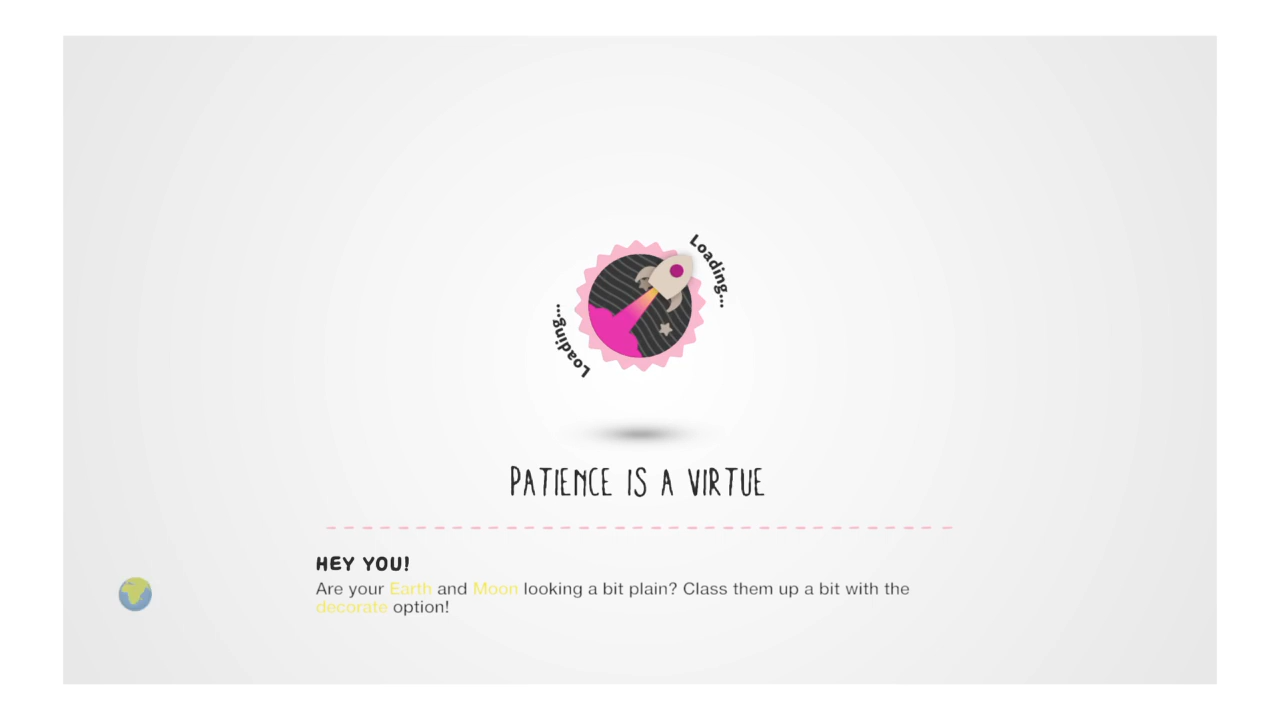 Loading...
Loading...
PATIENCE IS A VIRTUE
HEY YOU!
Are your Earth and Moon looking a bit plain? Class them up a bit with the
decorate option!